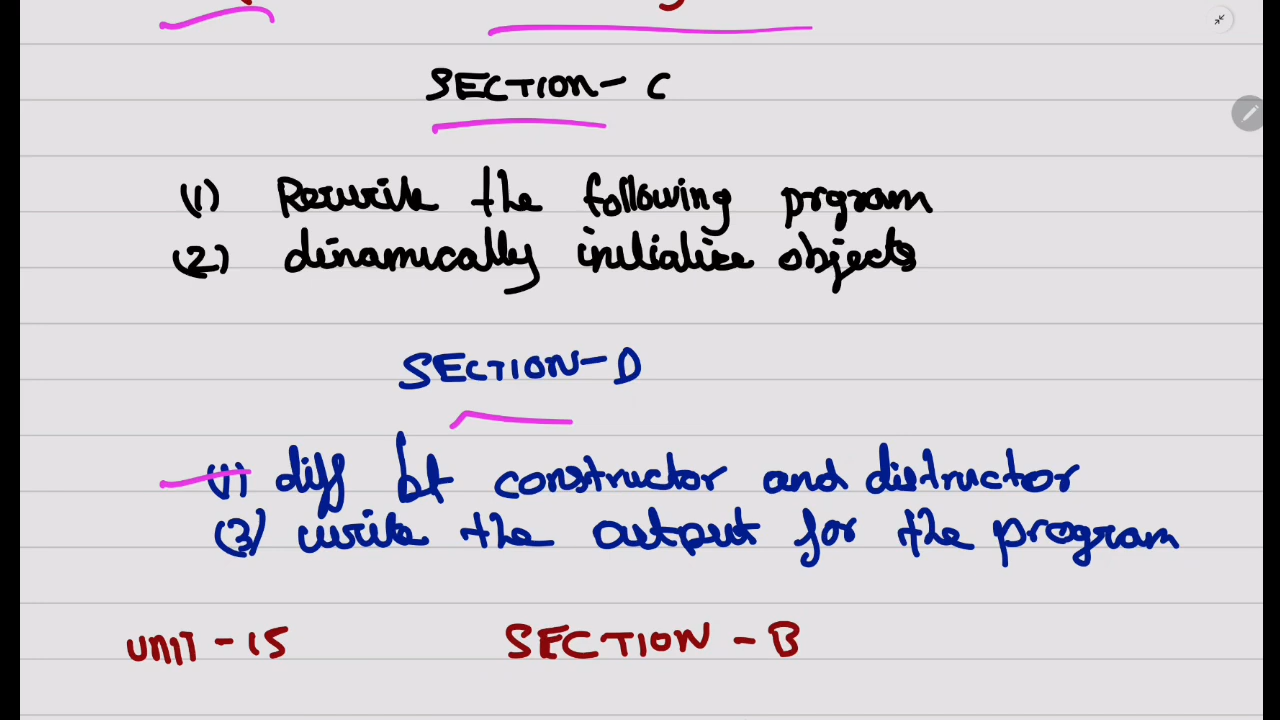 SECTION - C
(1) Rewrite the following prgram
(2) dinamically initialize objects
SECTION - D
(1) diff bt constructor and distructor
(3) write the output for the program
UNIT - 15 SECTION - B